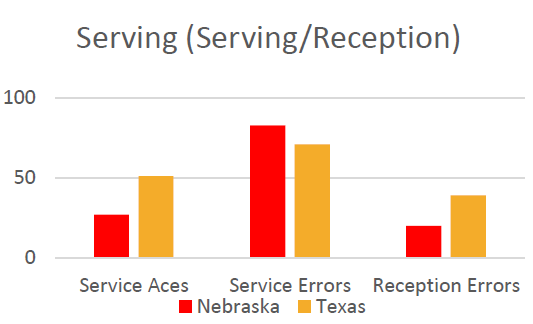 Serving (Serving/Reception)
100
50
0
Service Aces Service Errors Reception Errors
Nebraska Texas